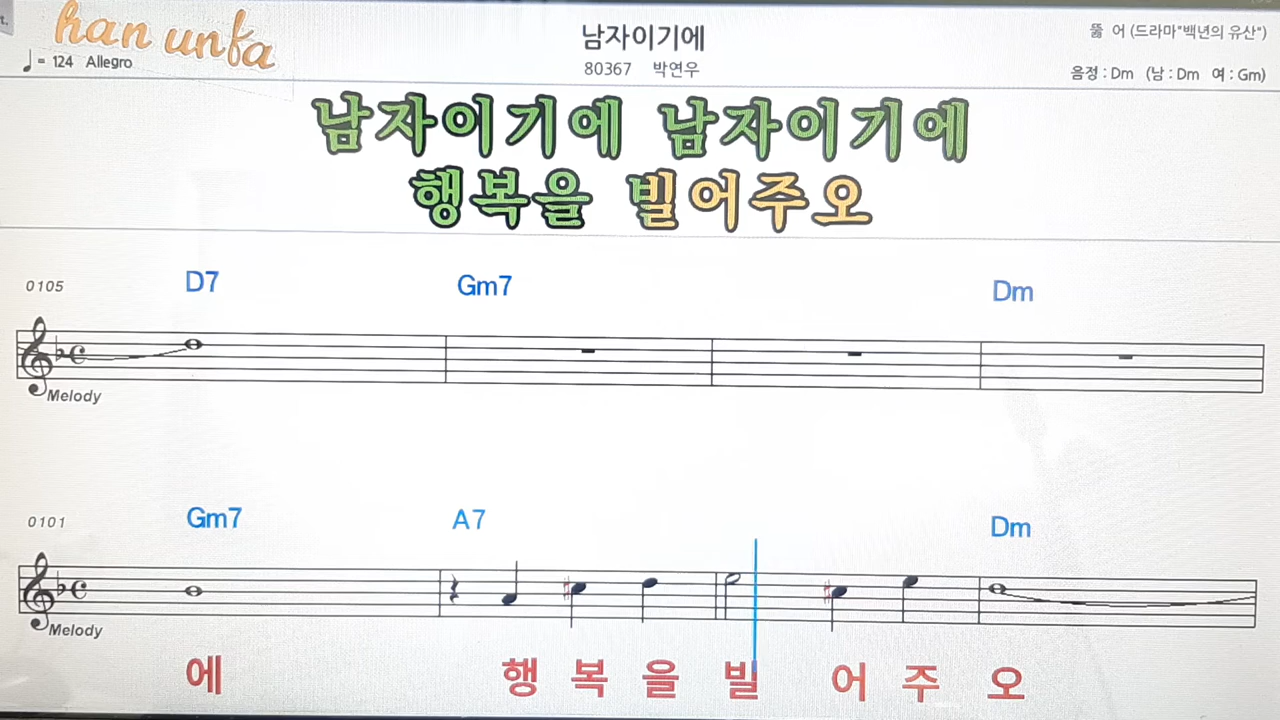 han unfa
♩= 124 Allegro
남자이기에
80367 박연우
뚫 어 (드라마"백년의 유산")
음정 : Dm (남 : Dm 여 : Gm)
남자이기에 남자이기에
행복을 빌어주오
0105 D7 Gm7 Dm
Melody
0101 Gm7 A7 Dm
Melody
에 행 복 을 빌 어 주 오